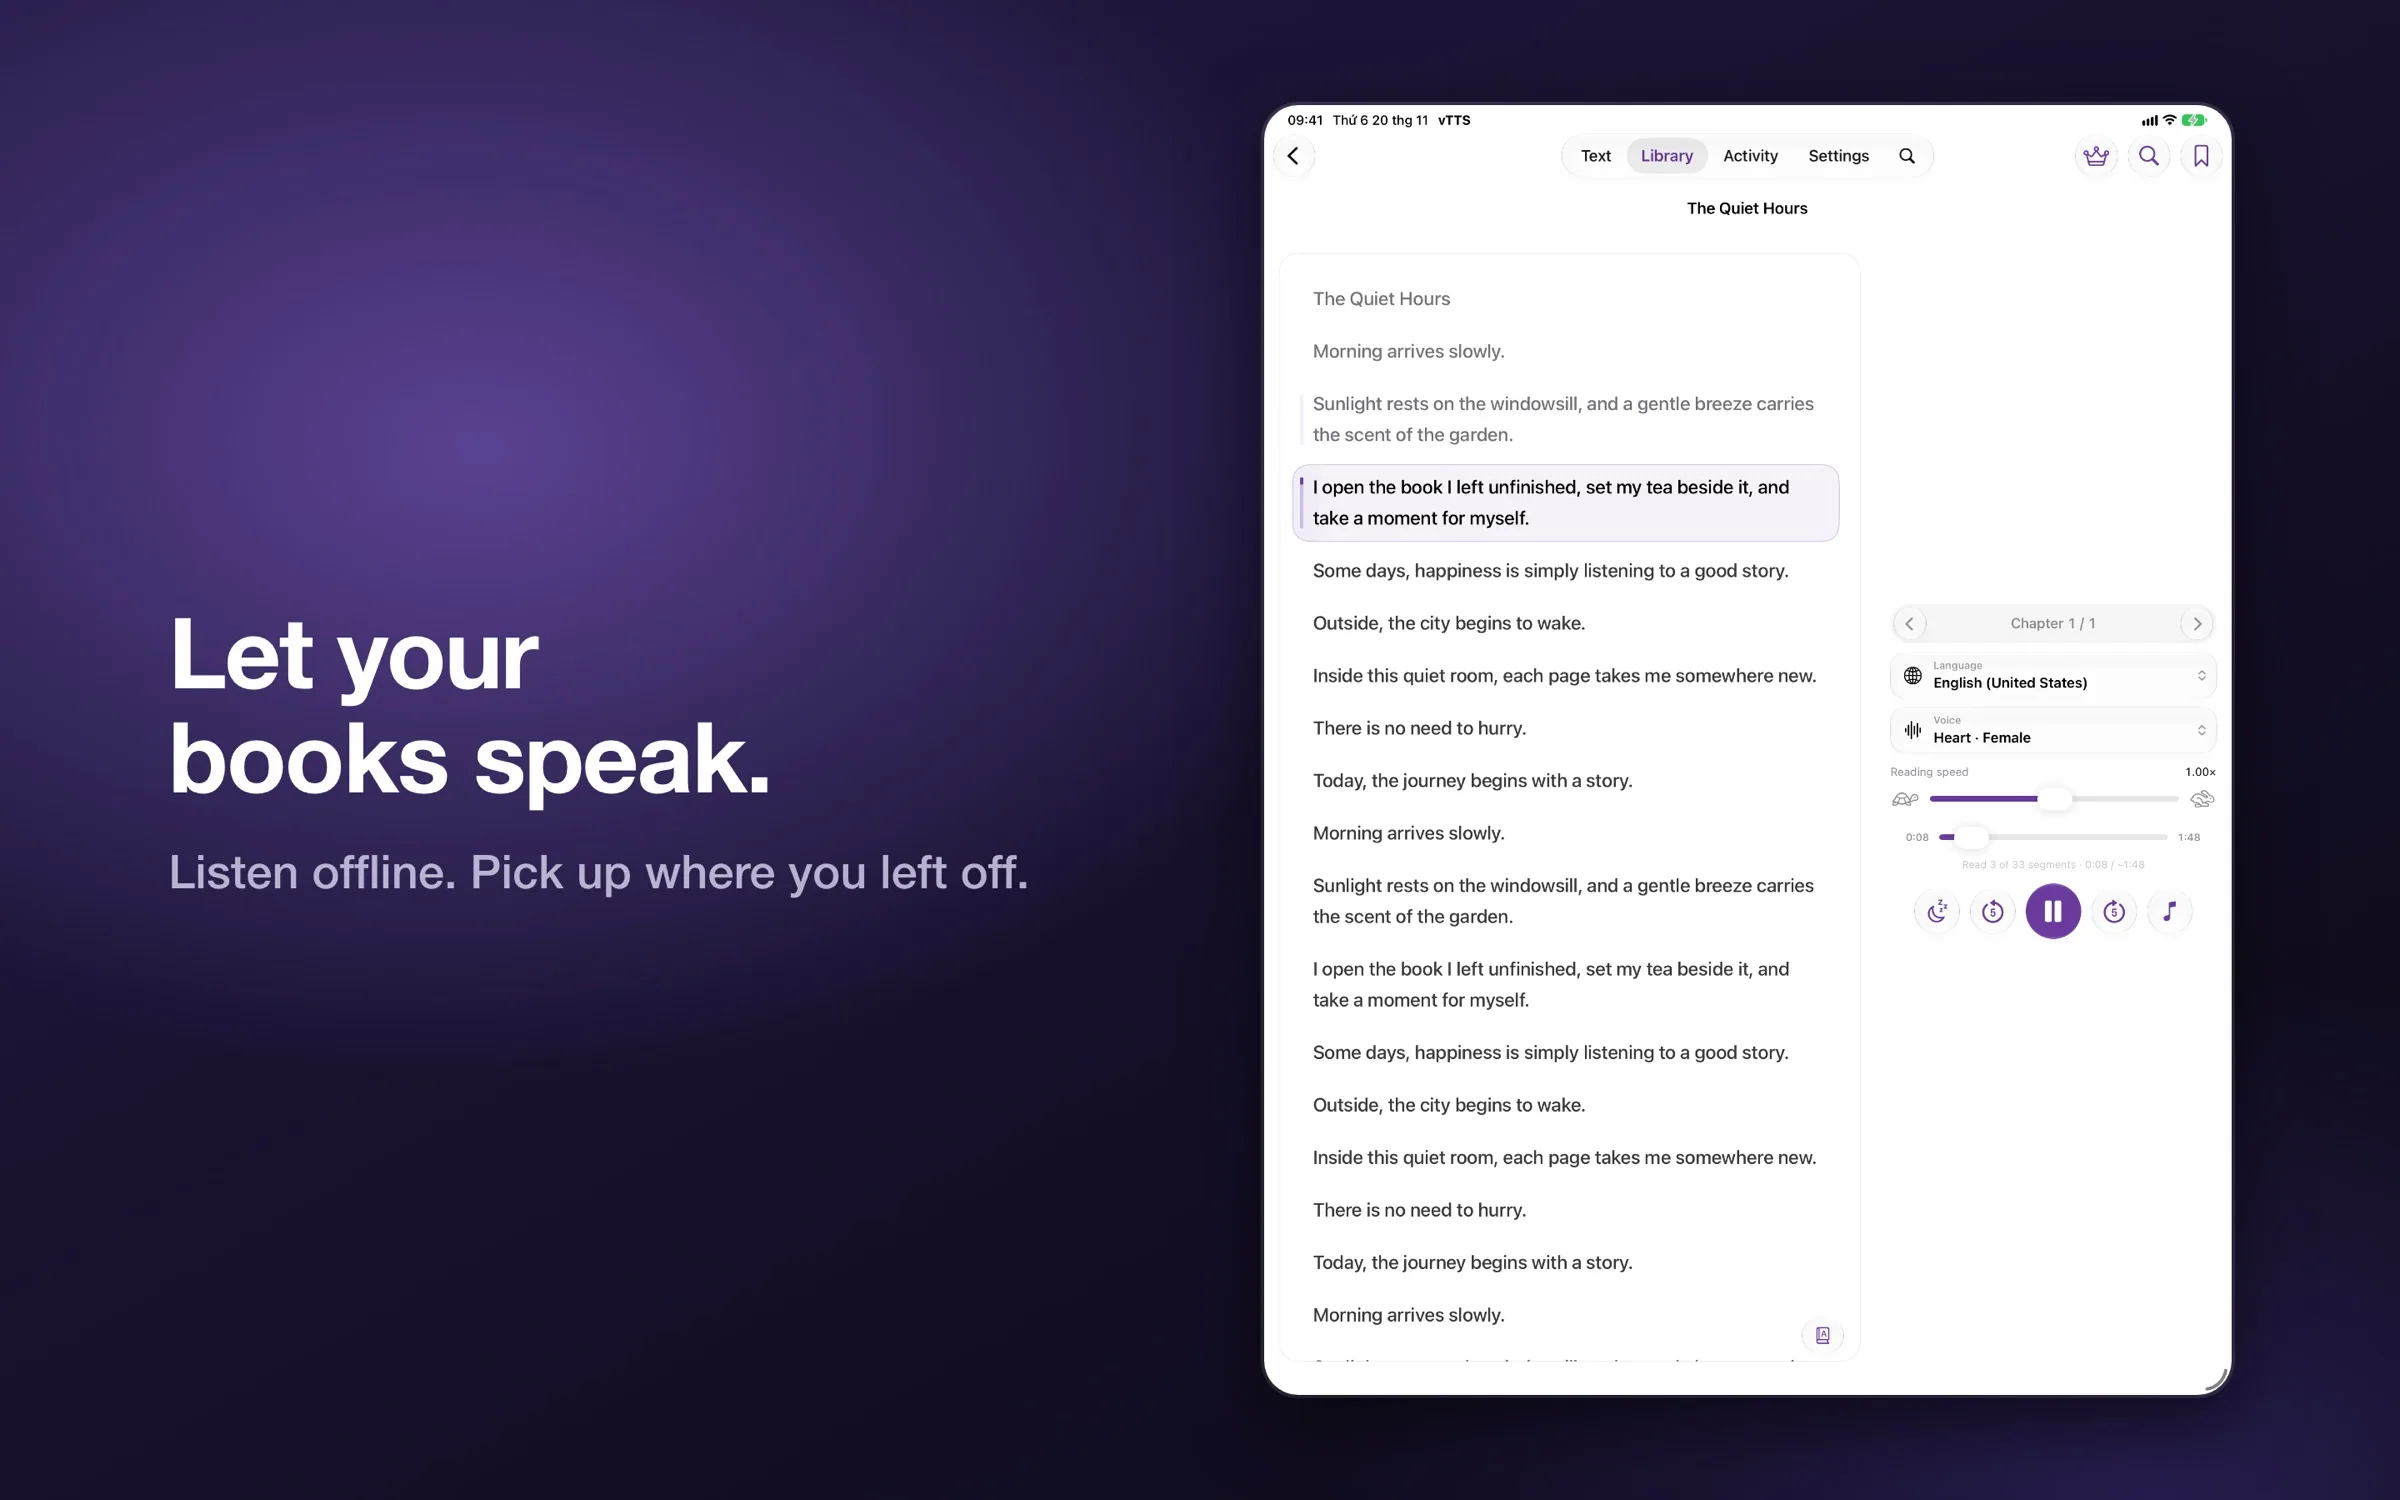 Let your
books speak.
Listen offline. Pick up where you left off.
09:41 Thứ 6 20 thg 11 vTTS
Text Library Activity Settings
The Quiet Hours
The Quiet Hours
Morning arrives slowly.
Sunlight rests on the windowsill, and a gentle breeze carries
the scent of the garden.
I open the book I left unfinished, set my tea beside it, and
take a moment for myself.
Some days, happiness is simply listening to a good story.
Outside, the city begins to wake.
Inside this quiet room, each page takes me somewhere new.
There is no need to hurry.
Today, the journey begins with a story.
Morning arrives slowly.
Sunlight rests on the windowsill, and a gentle breeze carries
the scent of the garden.
I open the book I left unfinished, set my tea beside it, and
take a moment for myself.
Some days, happiness is simply listening to a good story.
Outside, the city begins to wake.
Inside this quiet room, each page takes me somewhere new.
There is no need to hurry.
Today, the journey begins with a story.
Morning arrives slowly.
Chapter 1 / 1
Language
English (United States)
Voice
Heart · Female
Reading speed 1.00×
0:08 1:48
Read 3 of 33 segments · 0:08 / ~1:48
5 5